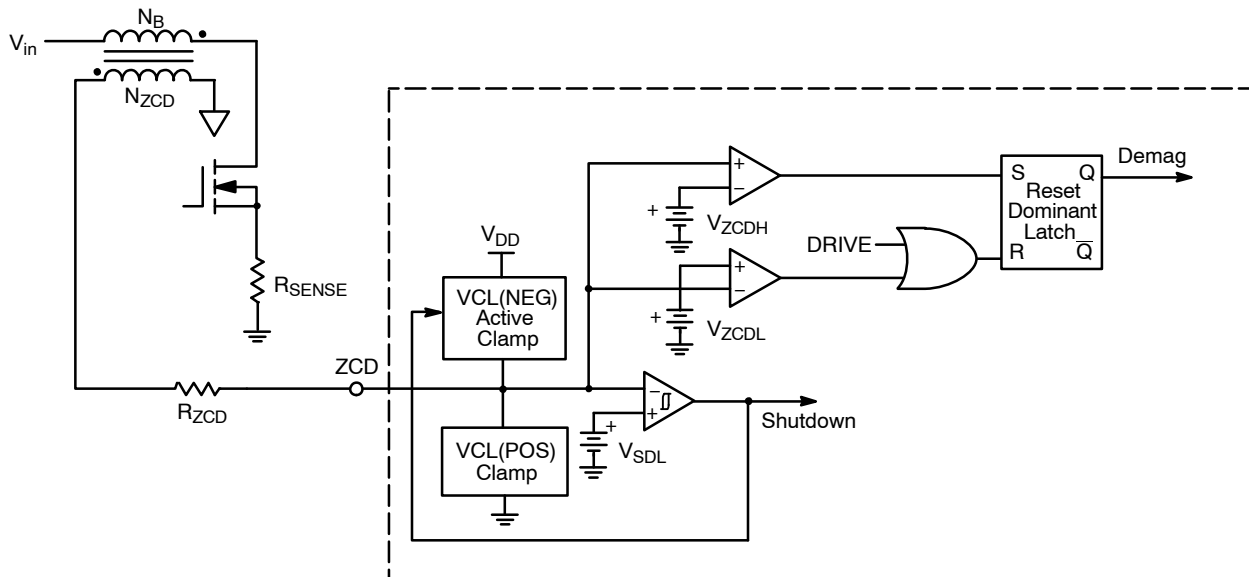 N_B
V_in
N_ZCD
R_SENSE
V_DD
VCL(NEG)
Active
Clamp
ZCD
R_ZCD
VCL(POS)
Clamp
+
−
+
V_ZCDH
+
−
+
V_ZCDL
DRIVE
−
+
+
V_SDL
Shutdown
S Q
Reset
Dominant
Latch
R Q̅
Demag